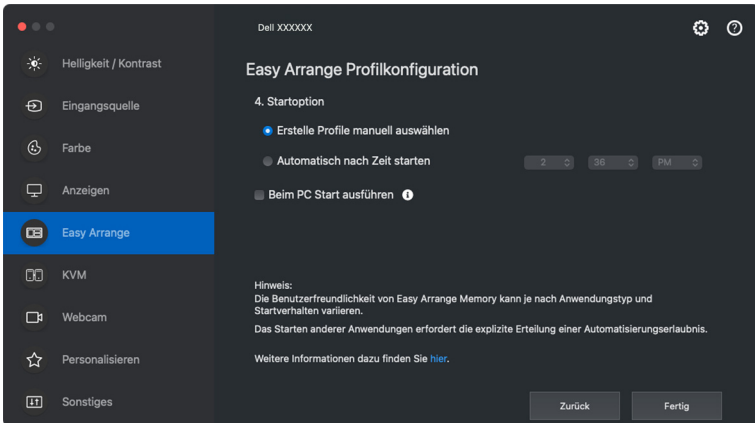 Dell XXXXXX
Helligkeit / Kontrast
Eingangsquelle
Farbe
Anzeigen
Easy Arrange
KVM
Webcam
Personalisieren
Sonstiges
Easy Arrange Profilkonfiguration
4. Startoption
Erstelle Profile manuell auswählen
Automatisch nach Zeit starten
2 36 PM
Beim PC Start ausführen
Hinweis:
Die Benutzerfreundlichkeit von Easy Arrange Memory kann je nach Anwendungstyp und
Startverhalten variieren.
Das Starten anderer Anwendungen erfordert die explizite Erteilung einer Automatisierungserlaubnis.
Weitere Informationen dazu finden Sie hier.
Zurück
Fertig